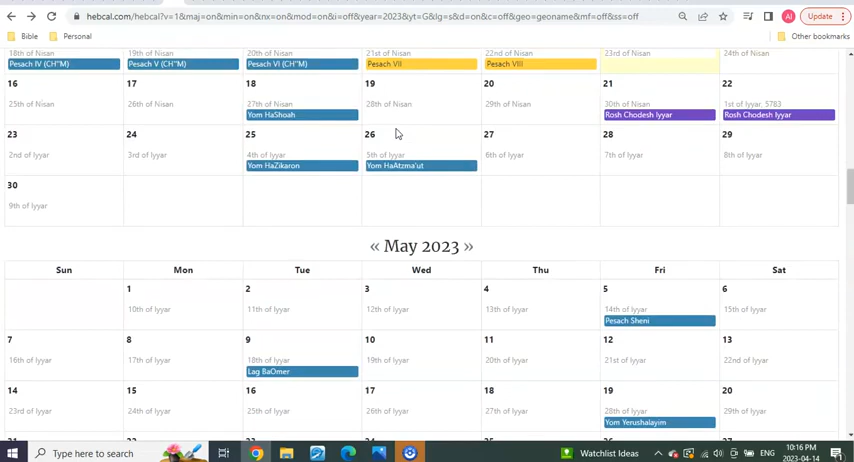 hebcal.com/hebcal?v=1&maj=on&min=on&nx=on&mod=on&i=off&year=2023&yt=G&lg=s&d=on&c=off&geo=geoname&mf=off&ss=off
AI
Update
Bible
Personal
Other bookmarks
18th of Nisan 19th of Nisan 20th of Nisan 21st of Nisan 22nd of Nisan 23rd of Nisan 24th of Nisan
Pesach IV (CH"M) Pesach V (CH"M) Pesach VI (CH"M) Pesach VII Pesach VIII
16 17 18 19 20 21 22
25th of Nisan 26th of Nisan 27th of Nisan 28th of Nisan 29th of Nisan 30th of Nisan 1st of Iyyar, 5783
Yom HaShoah Rosh Chodesh Iyyar Rosh Chodesh Iyyar
23 24 25 26 27 28 29
2nd of Iyyar 3rd of Iyyar 4th of Iyyar 5th of Iyyar 6th of Iyyar 7th of Iyyar 8th of Iyyar
Yom HaZikaron Yom HaAtzma'ut
30
9th of Iyyar
« May 2023 »
Sun Mon Tue Wed Thu Fri Sat
1 2 3 4 5 6
10th of Iyyar 11th of Iyyar 12th of Iyyar 13th of Iyyar 14th of Iyyar 15th of Iyyar
Pesach Sheni
7 8 9 10 11 12 13
16th of Iyyar 17th of Iyyar 18th of Iyyar 19th of Iyyar 20th of Iyyar 21st of Iyyar 22nd of Iyyar
Lag BaOmer
14 15 16 17 18 19 20
23rd of Iyyar 24th of Iyyar 25th of Iyyar 26th of Iyyar 27th of Iyyar 28th of Iyyar 29th of Iyyar
Yom Yerushalayim
Type here to search
Watchlist Ideas
ENG
10:16 PM
2023-04-14